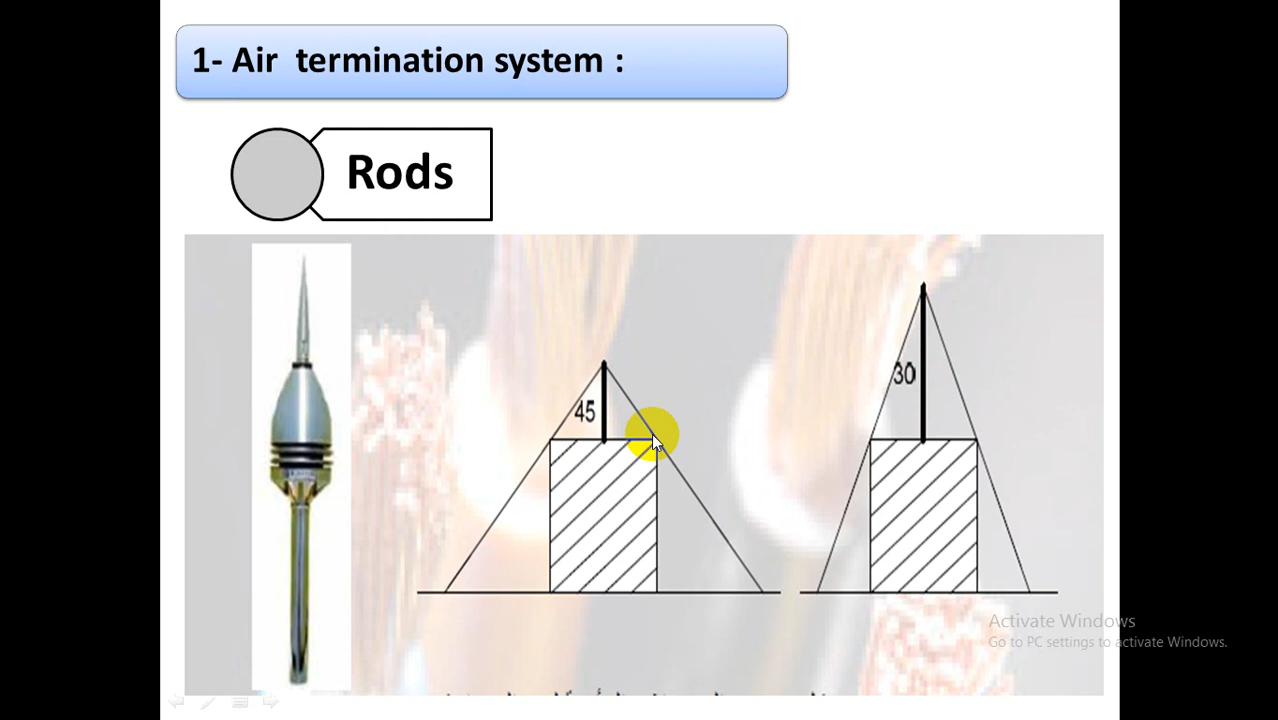 1- Air termination system :
Rods
45
30
Activate Windows
Go to PC settings to activate Windows.